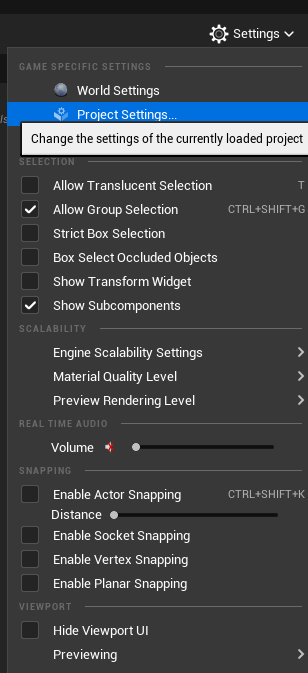 Settings
GAME SPECIFIC SETTINGS
World Settings
Project Settings...
Change the settings of the currently loaded project
SELECTION
Allow Translucent Selection T
Allow Group Selection CTRL+SHIFT+G
Strict Box Selection
Box Select Occluded Objects
Show Transform Widget
Show Subcomponents
SCALABILITY
Engine Scalability Settings
Material Quality Level
Preview Rendering Level
REAL TIME AUDIO
Volume
SNAPPING
Enable Actor Snapping CTRL+SHIFT+K
Distance
Enable Socket Snapping
Enable Vertex Snapping
Enable Planar Snapping
VIEWPORT
Hide Viewport UI
Previewing